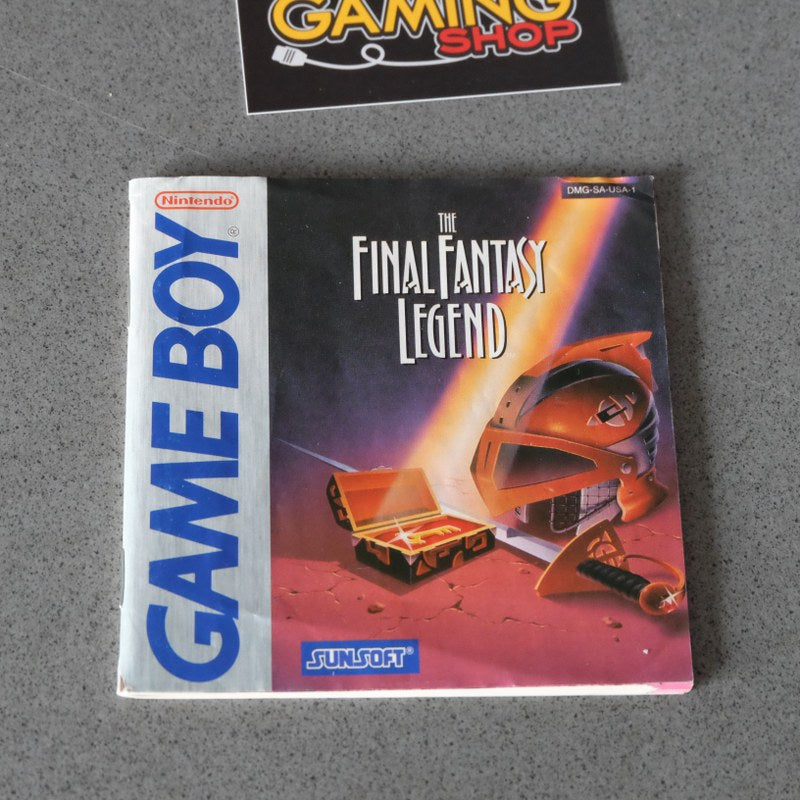 GAMING
SHOP
Nintendo®
GAME BOY®
DMG-SA-USA-1
THE
FINAL FANTASY
LEGEND
SUNSOFT®